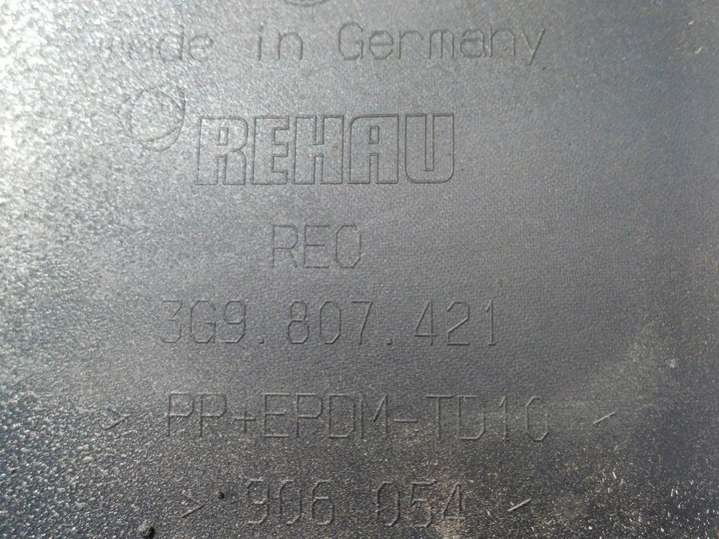 made in Germany
REHAU
REO
3G9.807.421
> PP+EPDM-TD10 <
> 906 054 <